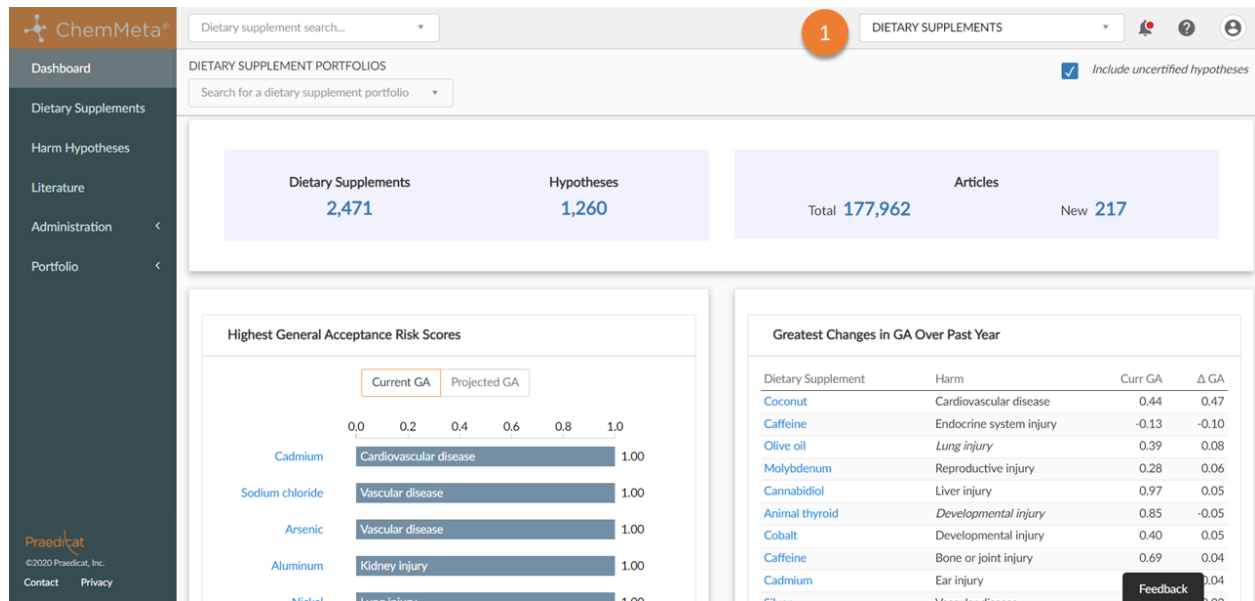 ChemMeta®
Dietary supplement search...
1
DIETARY SUPPLEMENTS
Dashboard
Dietary Supplements
Harm Hypotheses
Literature
Administration
Portfolio
Praedicat
©2020 Praedicat, Inc.
Contact Privacy
DIETARY SUPPLEMENT PORTFOLIOS
Include uncertified hypotheses
Search for a dietary supplement portfolio
Dietary Supplements Hypotheses
2,471 1,260
Articles
Total 177,962 New 217
Highest General Acceptance Risk Scores
Current GA Projected GA
0.0 0.2 0.4 0.6 0.8 1.0
Cadmium Cardiovascular disease 1.00
Sodium chloride Vascular disease 1.00
Arsenic Vascular disease 1.00
Aluminum Kidney injury 1.00
Nickel Lung injury 1.00
Greatest Changes in GA Over Past Year
Dietary Supplement Harm Curr GA Δ GA
Coconut Cardiovascular disease 0.44 0.47
Caffeine Endocrine system injury -0.13 -0.10
Olive oil Lung injury 0.39 0.08
Molybdenum Reproductive injury 0.28 0.06
Cannabidiol Liver injury 0.97 0.05
Animal thyroid Developmental injury 0.85 -0.05
Cobalt Developmental injury 0.40 0.05
Caffeine Bone or joint injury 0.69 0.04
Cadmium Ear injury
Feedback